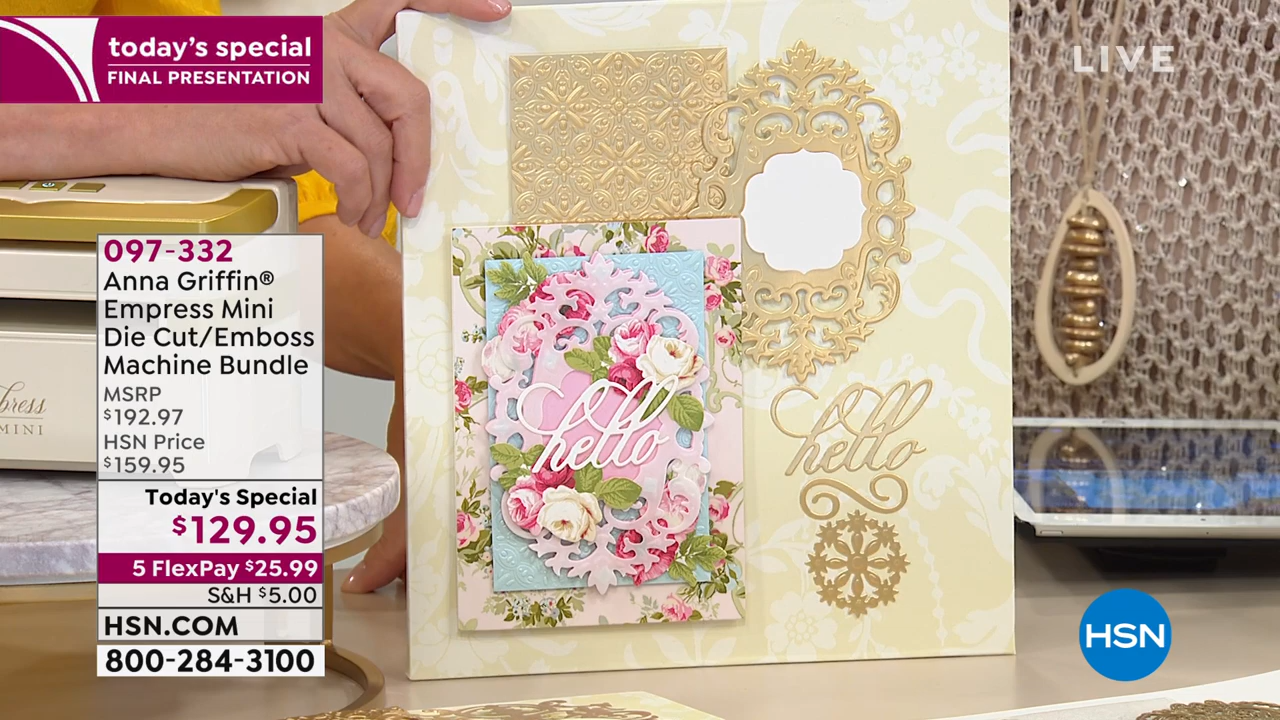 today's special
FINAL PRESENTATION
LIVE
097-332
Anna Griffin®
Empress Mini
Die Cut/Emboss
Machine Bundle
MSRP
$192.97
HSN Price
$159.95
Today's Special
$129.95
5 FlexPay $25.99
S&H $5.00
HSN.COM
800-284-3100
MINI
hello
hello
HSN